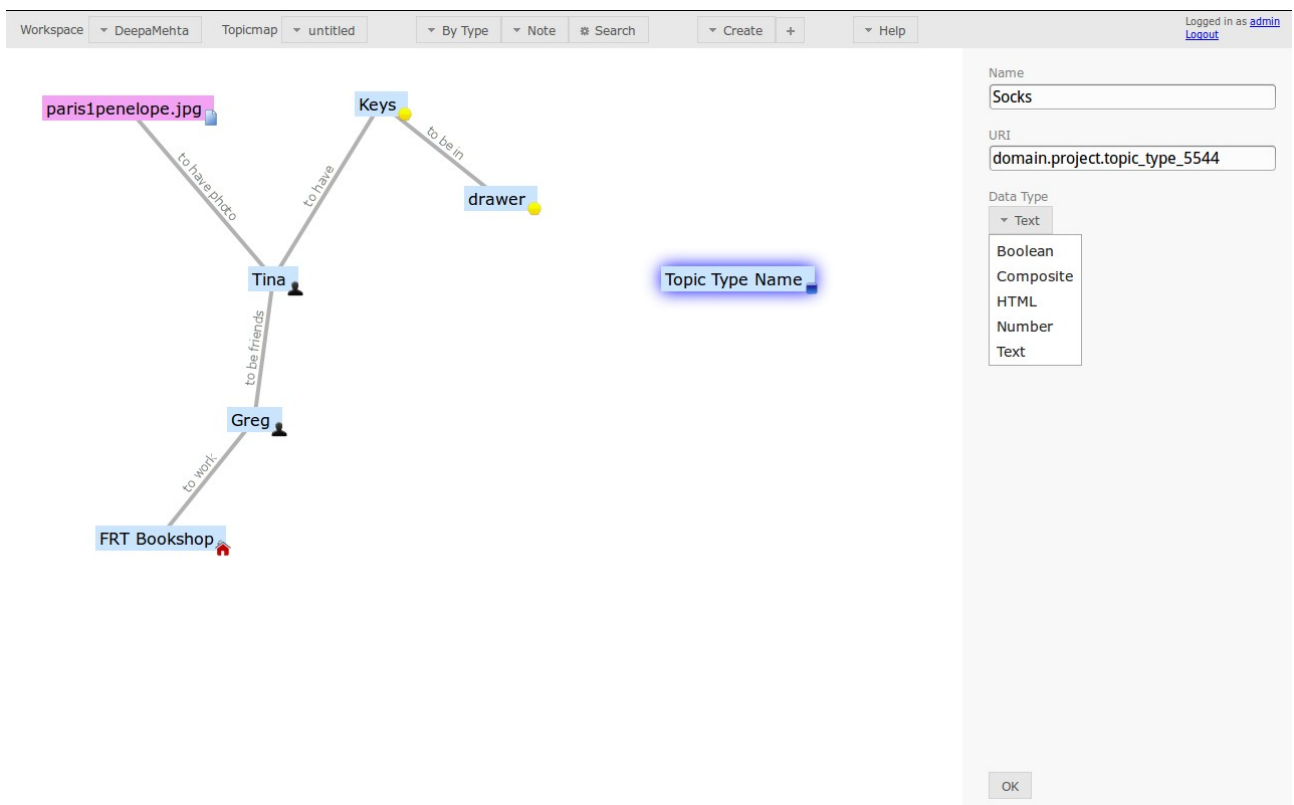 Workspace DeepaMehta Topicmap untitled By Type Note Search Create + Help
Logged in as admin
Logout
paris1penelope.jpg
Keys
to be in
to have photo
to have
drawer
Tina
Topic Type Name
to be friends
Greg
to work
FRT Bookshop
Name
Socks
URI
domain.project.topic_type_5544
Data Type
Text
Boolean
Composite
HTML
Number
Text
OK